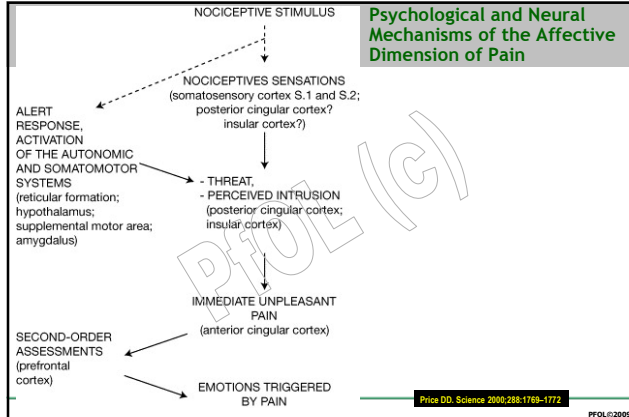 NOCICEPTIVE STIMULUS
Psychological and Neural
Mechanisms of the Affective
Dimension of Pain
NOCICEPTIVES SENSATIONS
(somatosensory cortex S.1 and S.2;
posterior cingular cortex?
insular cortex?)
ALERT
RESPONSE,
ACTIVATION
OF THE AUTONOMIC
AND SOMATOMOTOR
SYSTEMS
(reticular formation;
hypothalamus;
supplemental motor area;
amygdalus)
- THREAT,
- PERCEIVED INTRUSION
(posterior cingular cortex;
insular cortex)
IMMEDIATE UNPLEASANT
PAIN
(anterior cingular cortex)
SECOND-ORDER
ASSESSMENTS
(prefrontal
cortex)
EMOTIONS TRIGGERED
BY PAIN
Price DD. Science 2000;288:1769–1772
PFOL©2009
PfOL (c)